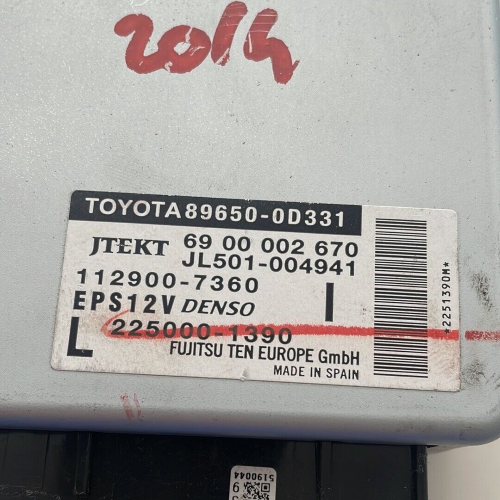 2014
TOYOTA 89650-0D331
JTEKT 69 00 002 670
JL501-004941
112900-7360
EPS12V DENSO I
225000-1390
L FUJITSU TEN EUROPE GmbH
MADE IN SPAIN
*2251390M*
5190044